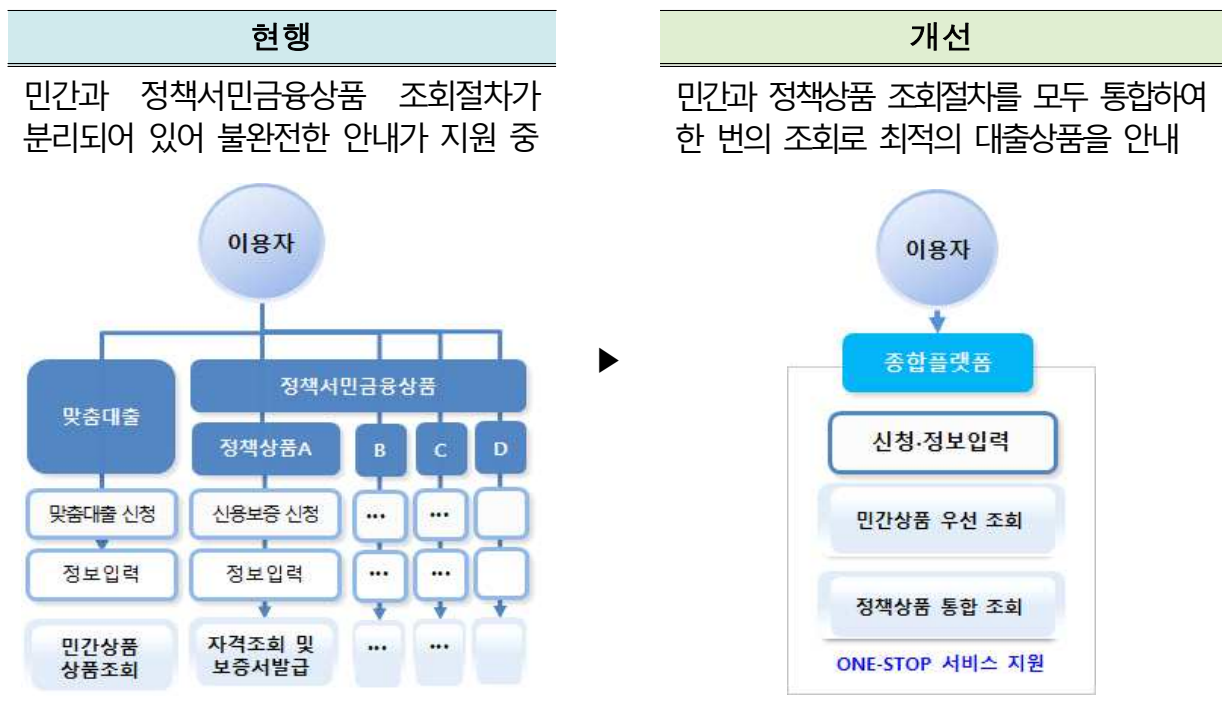 현행
민간과 정책서민금융상품 조회절차가
분리되어 있어 불완전한 안내가 지원 중
이용자
맞춤대출
정책서민금융상품
정책상품A
B
C
D
맞춤대출 신청
신용보증 신청
...
...
정보입력
정보입력
...
...
민간상품
상품조회
자격조회 및
보증서발급
...
...
▶
개선
민간과 정책상품 조회절차를 모두 통합하여
한 번의 조회로 최적의 대출상품을 안내
이용자
종합플랫폼
신청·정보입력
민간상품 우선 조회
정책상품 통합 조회
ONE-STOP 서비스 지원